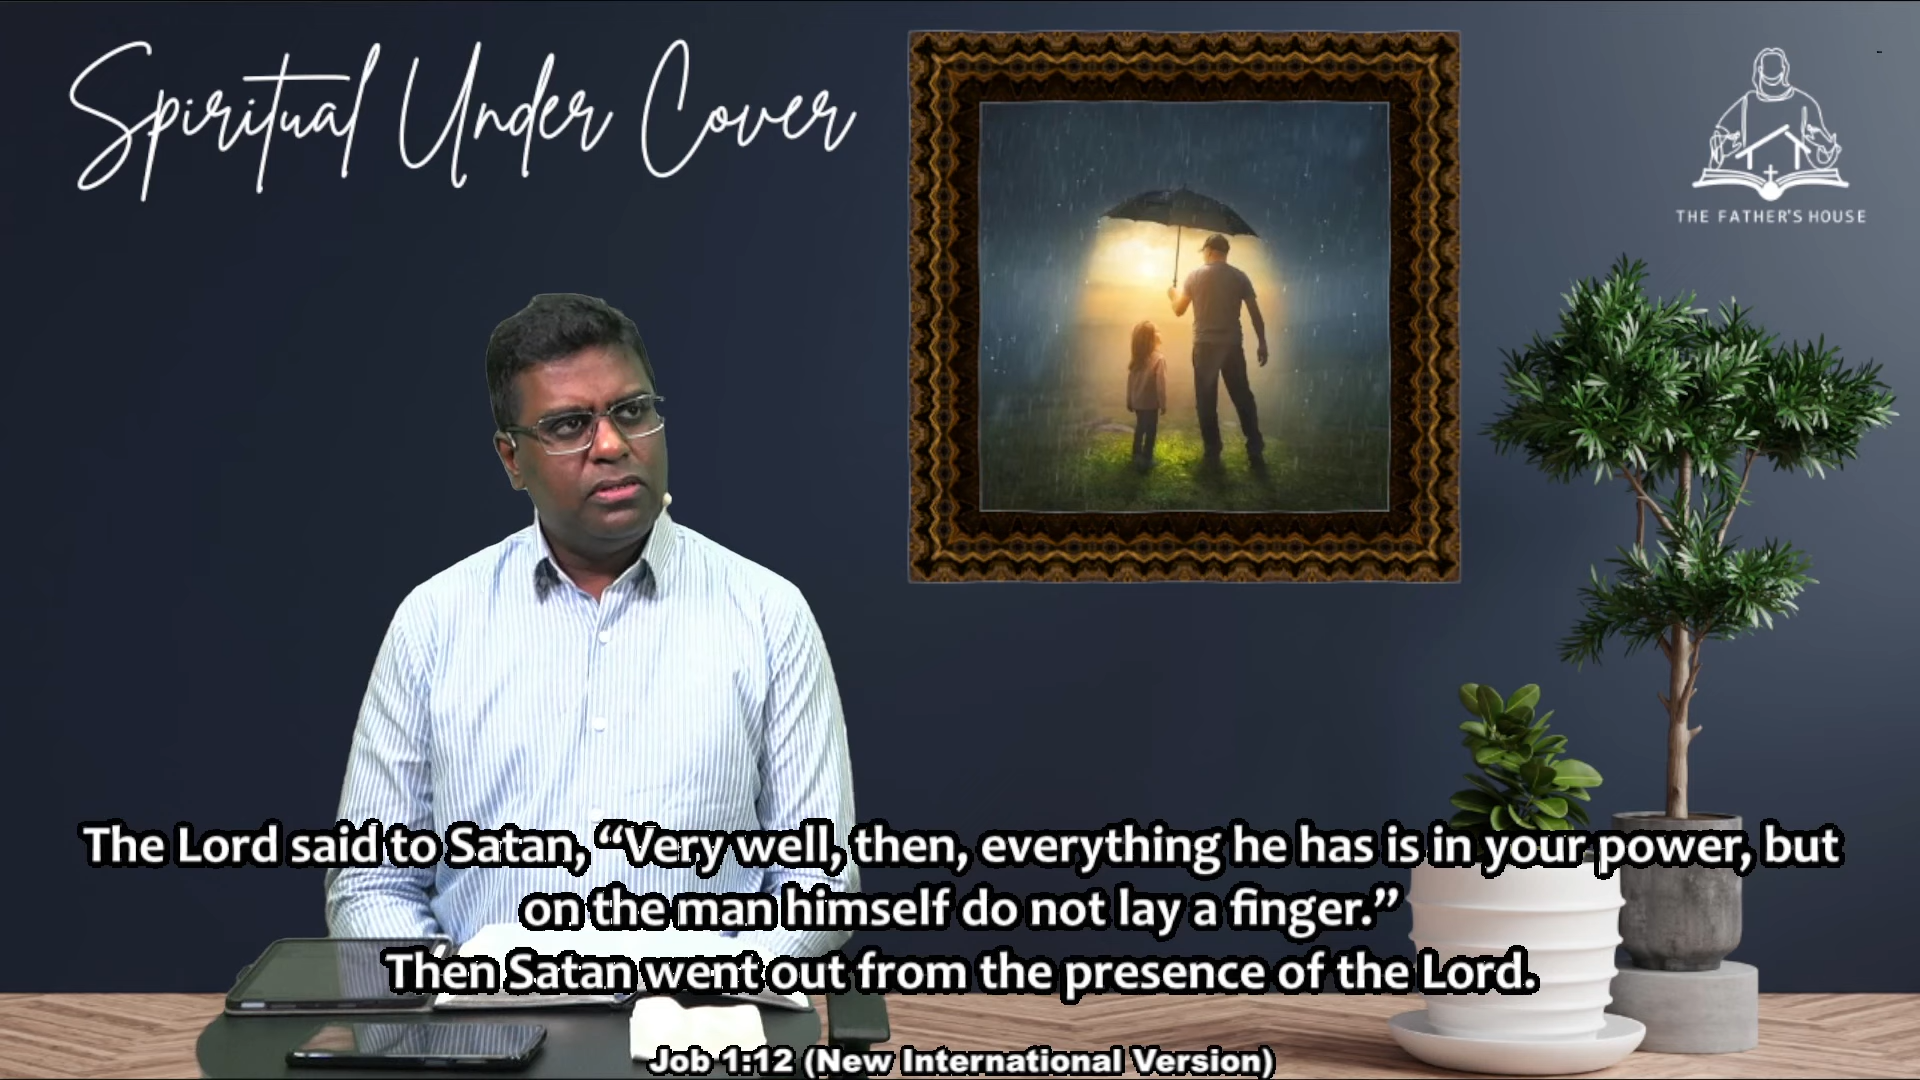 Spiritual Under Cover
THE FATHER'S HOUSE
The Lord said to Satan, “Very well, then, everything he has is in your power, but
on the man himself do not lay a finger.”
Then Satan went out from the presence of the Lord.
Job 1:12 (New International Version)